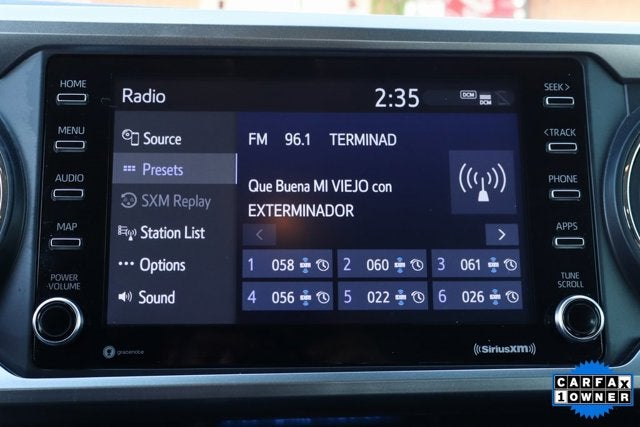 HOME
MENU
AUDIO
MAP
POWER
-VOLUME
Radio
2:35
DCM
DCM
Source
Presets
SXM Replay
Station List
Options
Sound
FM 96.1 TERMINAD
Que Buena MI VIEJO con
EXTERMINADOR
<
>
1 058
2 060
3 061
4 056
5 022
6 026
SEEK>
<TRACK
PHONE
APPS
TUNE
SCROLL
gracenote
SiriusXM
CARFAX
1 OWNER